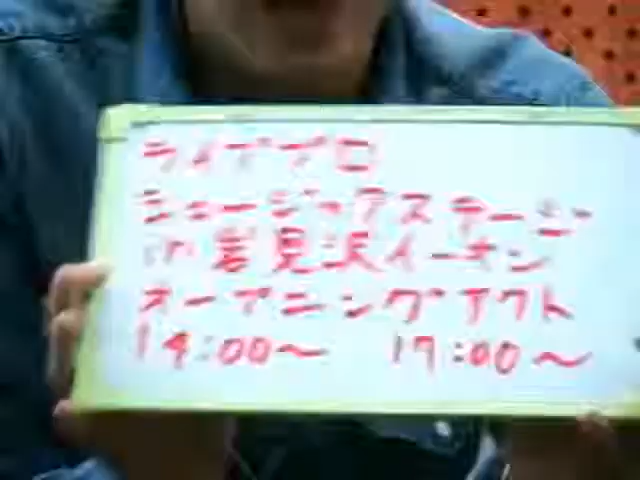 ライブプロ
ミュージックアステージ
in 岩見沢イーオン
オープニングアクト
14:00〜 17:00〜